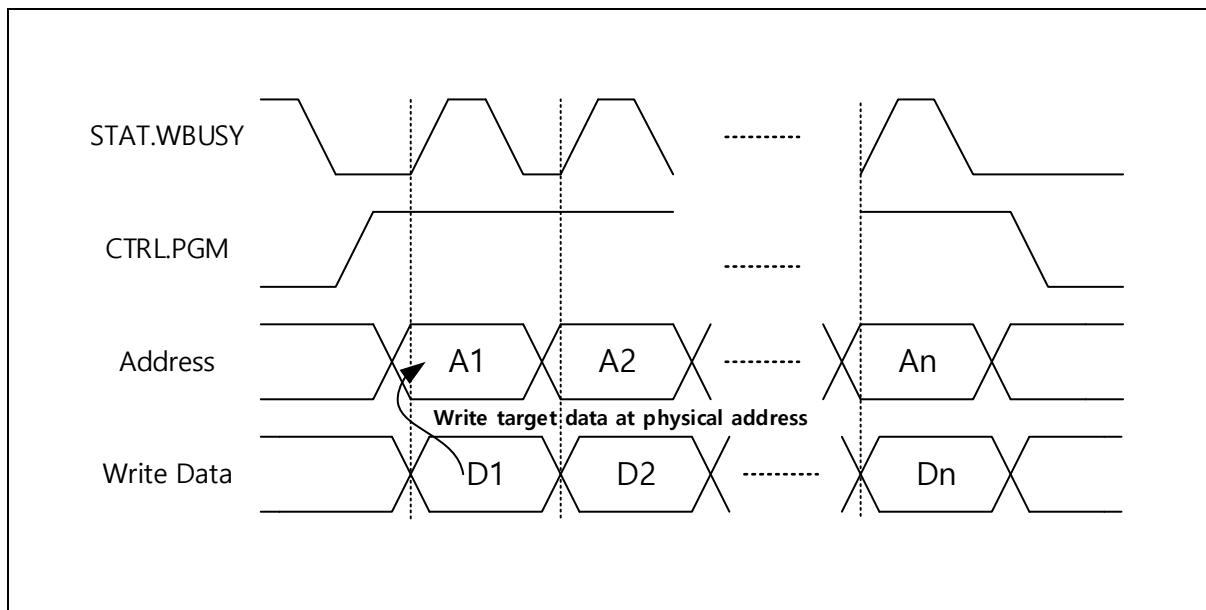 STAT.WBUSY
CTRL.PGM
Address A1 A2 An
Write target data at physical address
Write Data D1 D2 Dn